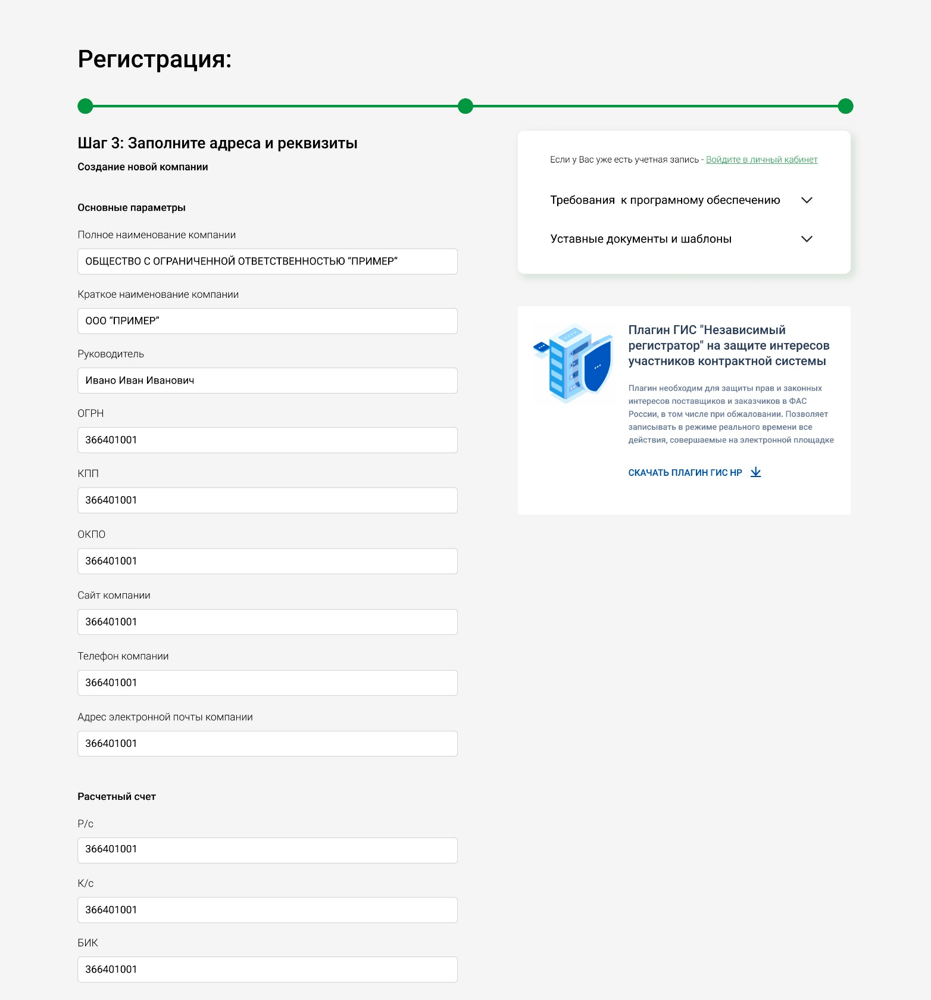 Регистрация:
Шаг 3: Заполните адреса и реквизиты
Создание новой компании
Основные параметры
Полное наименование компании
ОБЩЕСТВО С ОГРАНИЧЕННОЙ ОТВЕТСТВЕННОСТЬЮ “ПРИМЕР”
Краткое наименование компании
ООО “ПРИМЕР”
Руководитель
Ивано Иван Иванович
ОГРН
366401001
КПП
366401001
ОКПО
366401001
Сайт компании
366401001
Телефон компании
366401001
Адрес электронной почты компании
366401001
Расчетный счет
Р/с
366401001
К/с
366401001
БИК
366401001
Если у Вас уже есть учетная запись - Войдите в личный кабинет
Требования  к програмному обеспечению
Уставные документы и шаблоны
Плагин ГИС "Независимый
регистратор" на защите интересов
участников контрактной системы
Плагин необходим для защиты прав и законных
интересов поставщиков и заказчиков в ФАС
России, в том числе при обжаловании. Позволяет
записывать в режиме реального времени все
действия, совершаемые на электронной площадке
СКАЧАТЬ ПЛАГИН ГИС НР